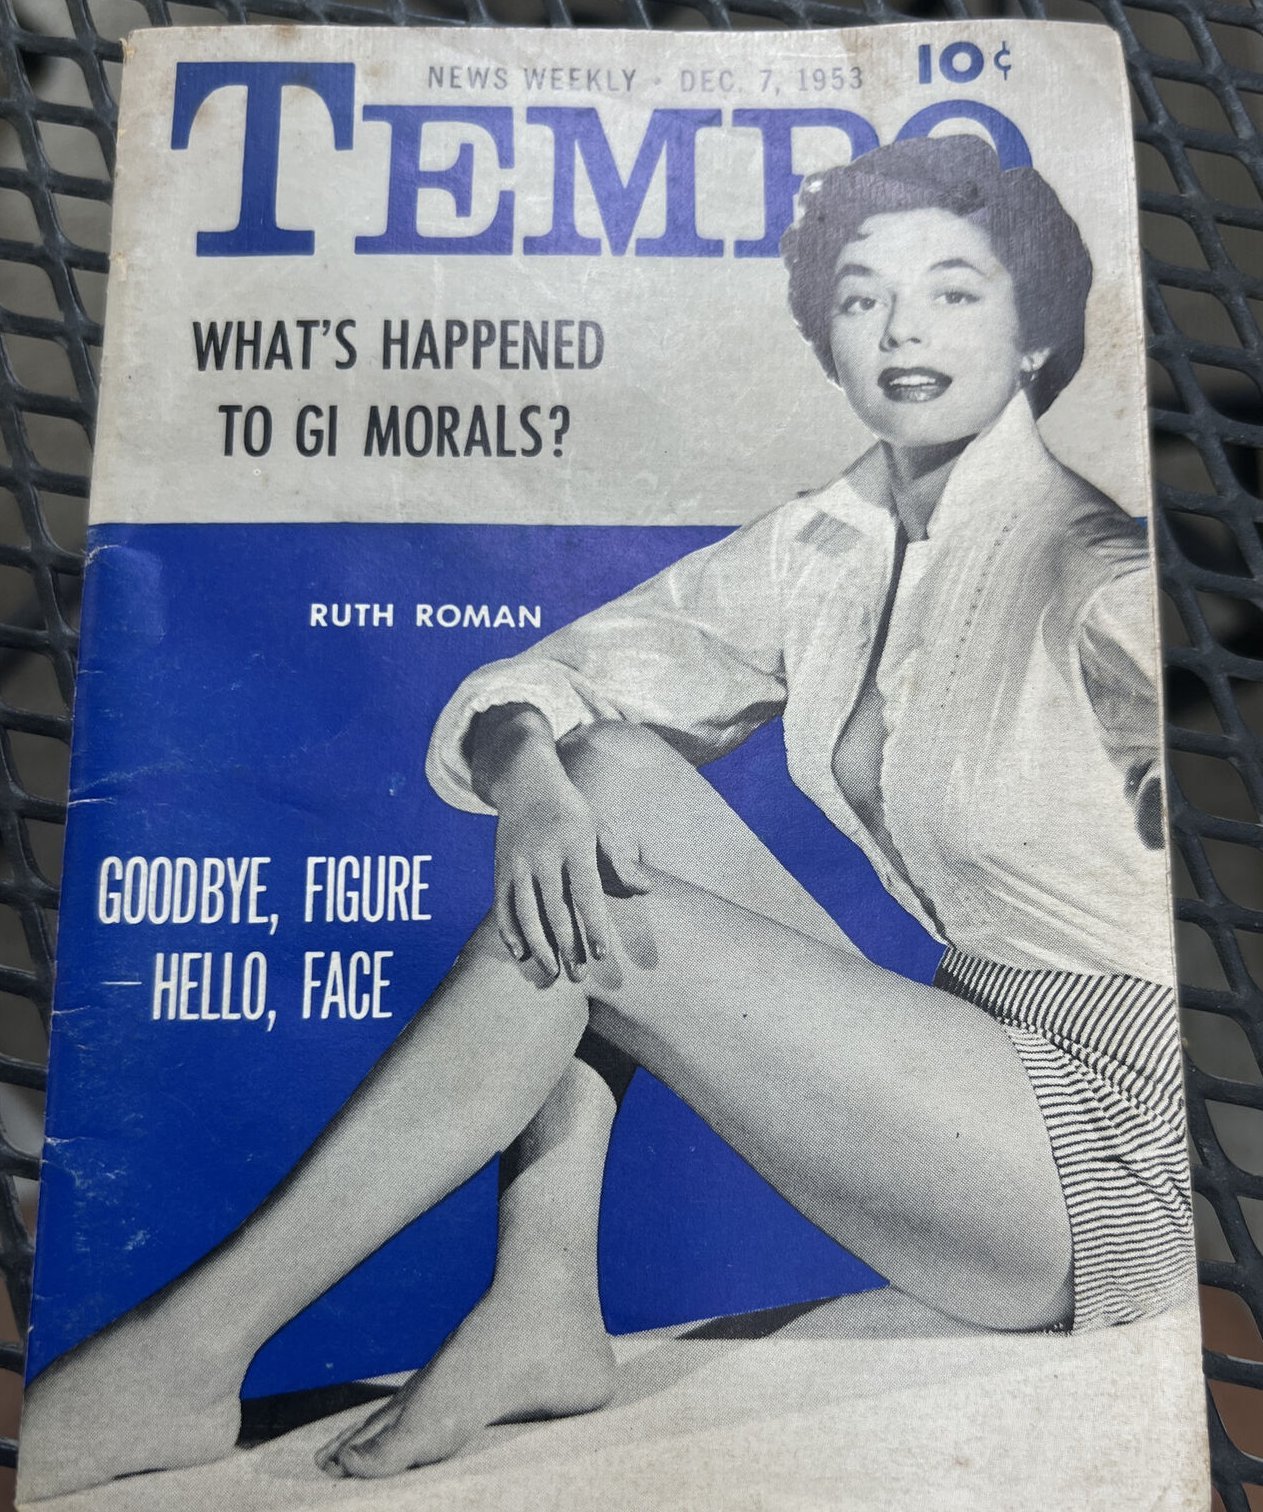 NEWS WEEKLY · DEC. 7, 1953
10¢
TEMPO
WHAT'S HAPPENED
TO GI MORALS?
RUTH ROMAN
GOODBYE, FIGURE
—HELLO, FACE